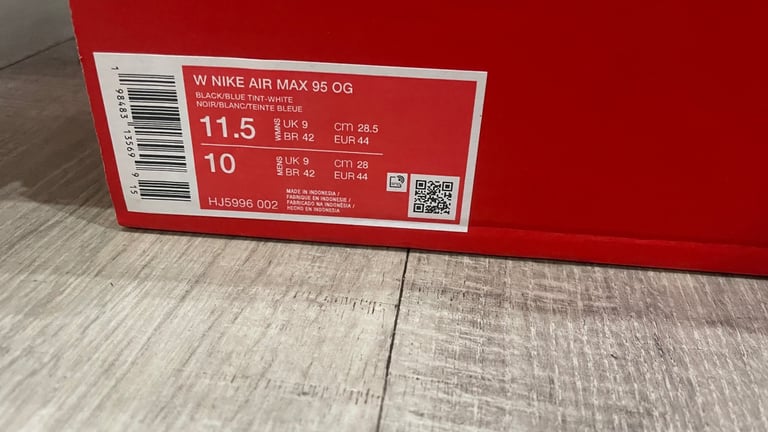 W NIKE AIR MAX 95 OG
BLACK/BLUE TINT-WHITE
NOIR/BLANC/TEINTE BLEUE
11.5 WMNS UK 9 cm 28.5
BR 42 EUR 44
10 MENS UK 9 cm 28
BR 42 EUR 44
HJ5996 002
MADE IN INDONESIA /
FABRIQUE EN INDONESIE /
FABRICADO NA INDONÉSIA /
HECHO EN INDONESIA
1 98483 13569 9 15